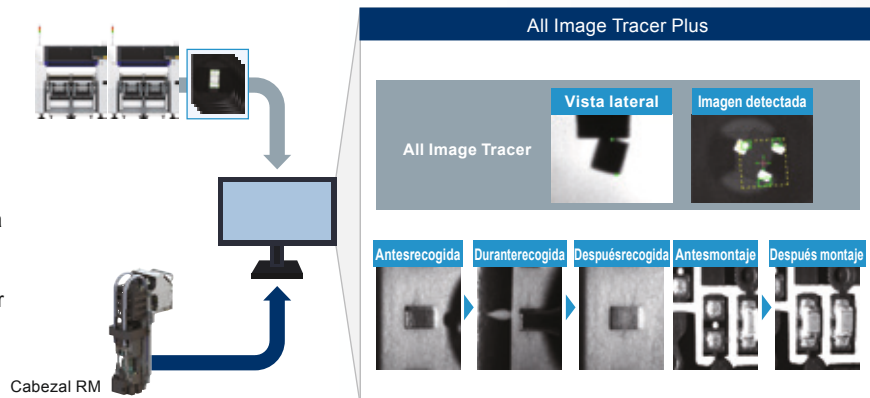 All Image Tracer Plus
Vista lateral
Imagen detectada
All Image Tracer
a
r
Antesrecogida
Duranterecogida
Despuésrecogida
Antesmontaje
Después montaje
Cabezal RM